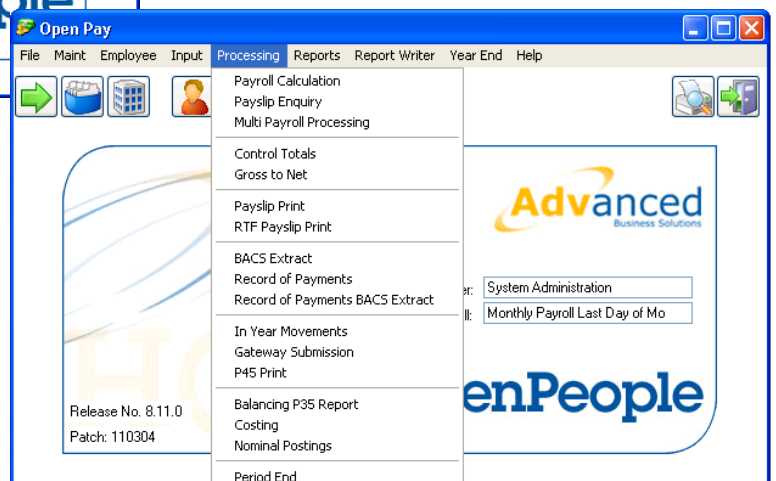 Open Pay
File Maint Employee Input Processing Reports Report Writer Year End Help
Payroll Calculation
Payslip Enquiry
Multi Payroll Processing
Control Totals
Gross to Net
Payslip Print
RTF Payslip Print
BACS Extract
Record of Payments
Record of Payments BACS Extract
In Year Movements
Gateway Submission
P45 Print
Balancing P35 Report
Costing
Nominal Postings
Period End
Advanced
Business Solutions
er: System Administration
ll: Monthly Payroll Last Day of Mo
enPeople
Release No. 8.11.0
Patch: 110304